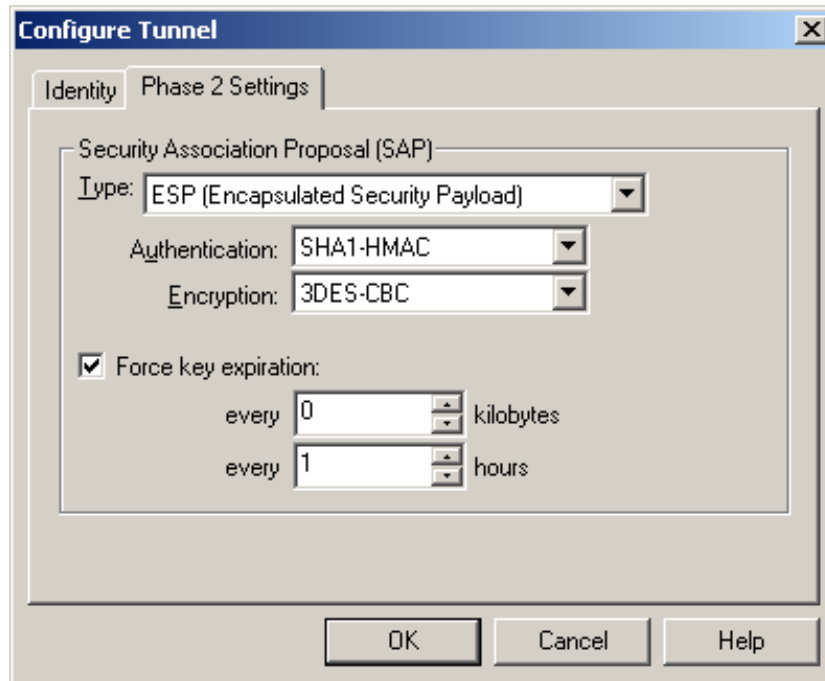 Configure Tunnel
Identity
Phase 2 Settings
Security Association Proposal (SAP)
Type: ESP (Encapsulated Security Payload)
Authentication: SHA1-HMAC
Encryption: 3DES-CBC
Force key expiration:
every 0 kilobytes
every 1 hours
OK Cancel Help